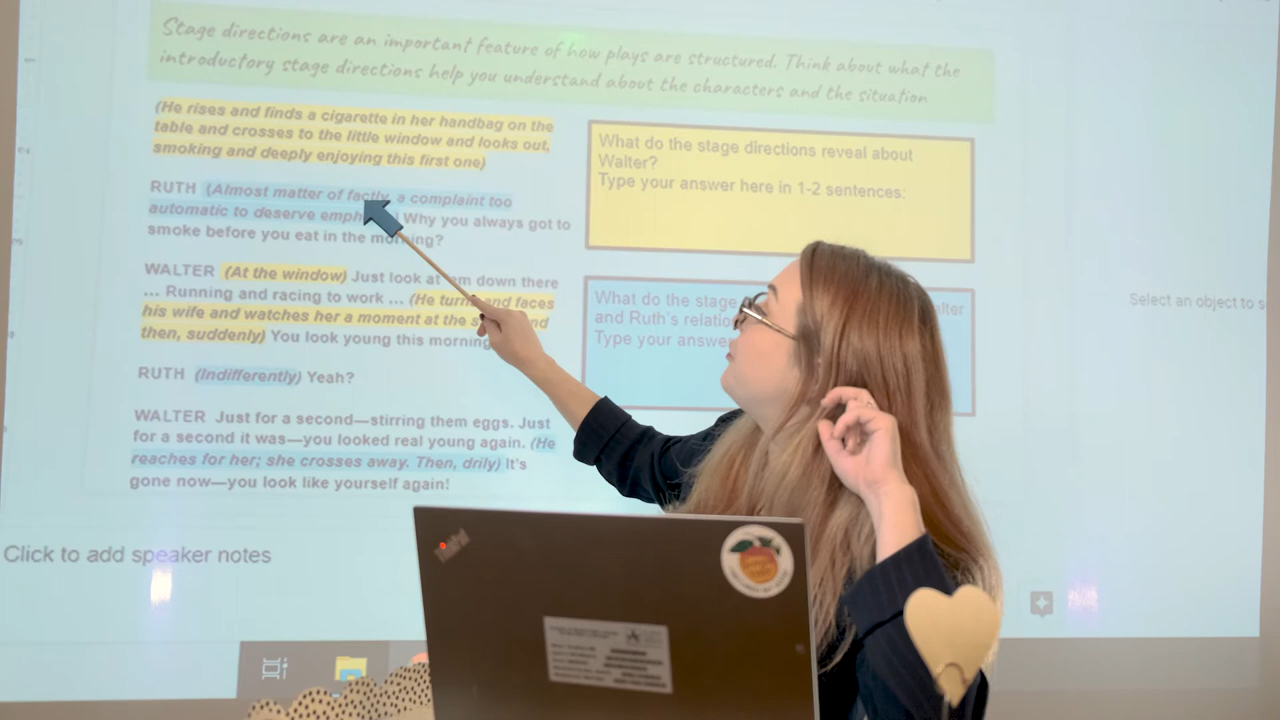 Stage directions are an important feature of how plays are structured. Think about what the
introductory stage directions help you understand about the characters and the situation
(He rises and finds a cigarette in her handbag on the
table and crosses to the little window and looks out,
smoking and deeply enjoying this first one)
RUTH (Almost matter of factly, a complaint too
automatic to deserve emph Why you always got to
smoke before you eat in the morning?
WALTER (At the window) Just look at em down there
... Running and racing to work ... (He turns and faces
his wife and watches her a moment at the s nd
then, suddenly) You look young this morning
RUTH (Indifferently) Yeah?
WALTER Just for a second—stirring them eggs. Just
for a second it was—you looked real young again. (He
reaches for her; she crosses away. Then, drily) It's
gone now—you look like yourself again!
What do the stage directions reveal about
Walter?
Type your answer here in 1-2 sentences:
What do the stage alter
and Ruth's relatio
Type your answe
Select an object to s
Click to add speaker notes
ThinkPad